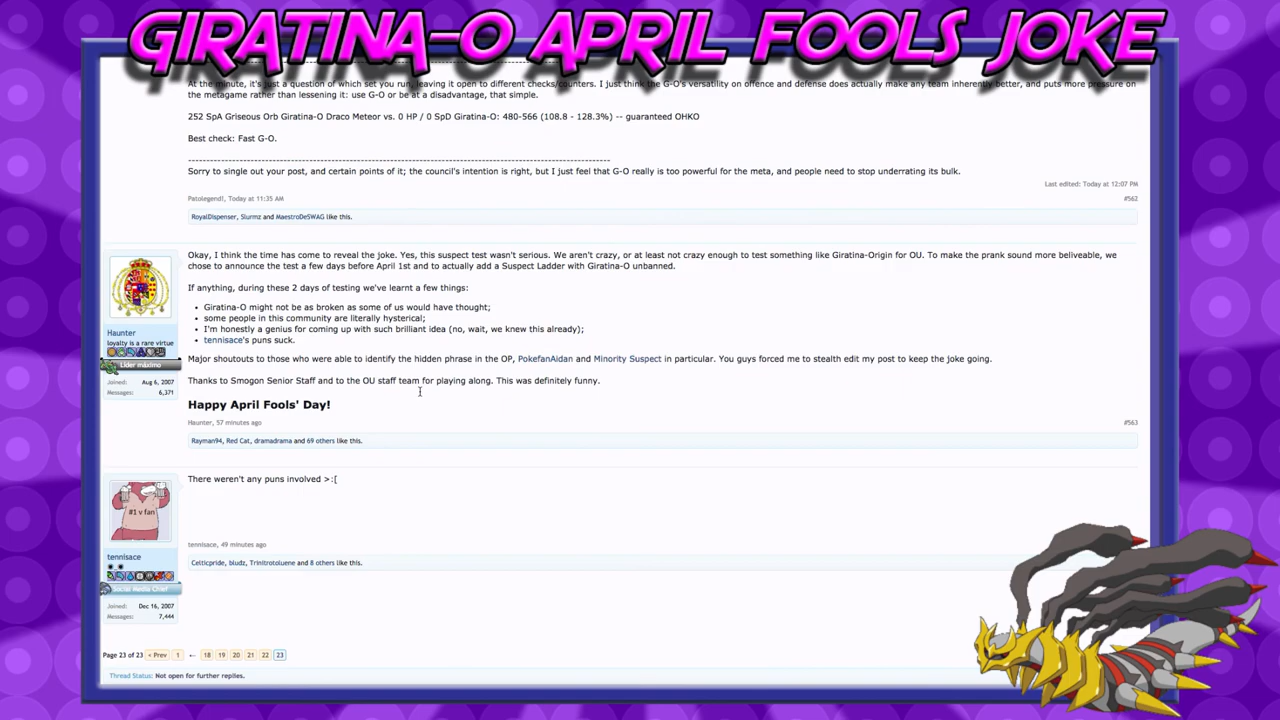 GIRATINA-O APRIL FOOLS JOKE
At the minute, it's just a question of which set you run, leaving it open to different checks/counters. I just think the G-O's versatility on offence and defense does actually make any team inherently better, and puts more pressure on
the metagame rather than lessening it: use G-O or be at a disadvantage, that simple.
252 SpA Griseous Orb Giratina-O Draco Meteor vs. 0 HP / 0 SpD Giratina-O: 480-566 (108.8 - 128.3%) -- guaranteed OHKO
Best check: Fast G-O.
Sorry to single out your post, and certain points of it; the council's intention is right, but I just feel that G-O really is too powerful for the meta, and people need to stop underrating its bulk.
Last edited: Today at 12:07 PM
Patolegend!, Today at 11:35 AM
#562
RoyalDispenser, Slurmz and MaestroDeSWAG like this.
Okay, I think the time has come to reveal the joke. Yes, this suspect test wasn't serious. We aren't crazy, or at least not crazy enough to test something like Giratina-Origin for OU. To make the prank sound more beliveable, we
chose to announce the test a few days before April 1st and to actually add a Suspect Ladder with Giratina-O unbanned.
If anything, during these 2 days of testing we've learnt a few things:
• Giratina-O might not be as broken as some of us would have thought;
• some people in this community are literally hysterical;
• I'm honestly a genius for coming up with such brilliant idea (no, wait, we knew this already);
• tennisace's puns suck.
Haunter
loyalty is a rare virtue
Lider máximo
Joined: Aug 6, 2007
Messages: 6,371
Major shoutouts to those who were able to identify the hidden phrase in the OP, PokefanAidan and Minority Suspect in particular. You guys forced me to stealth edit my post to keep the joke going.
Thanks to Smogon Senior Staff and to the OU staff team for playing along. This was definitely funny.
Happy April Fools' Day!
Haunter, 57 minutes ago
#563
Rayman94, Red Cat, dramadrama and 69 others like this.
There weren't any puns involved >:[
#1 v fan
tennisace
Social Media Chief
Joined: Dec 16, 2007
Messages: 7,444
tennisace, 49 minutes ago
Celticpride, bludz, Trinitrotoluene and 8 others like this.
Page 23 of 23 < Prev 1 ← 18 19 20 21 22 23
Thread Status: Not open for further replies.